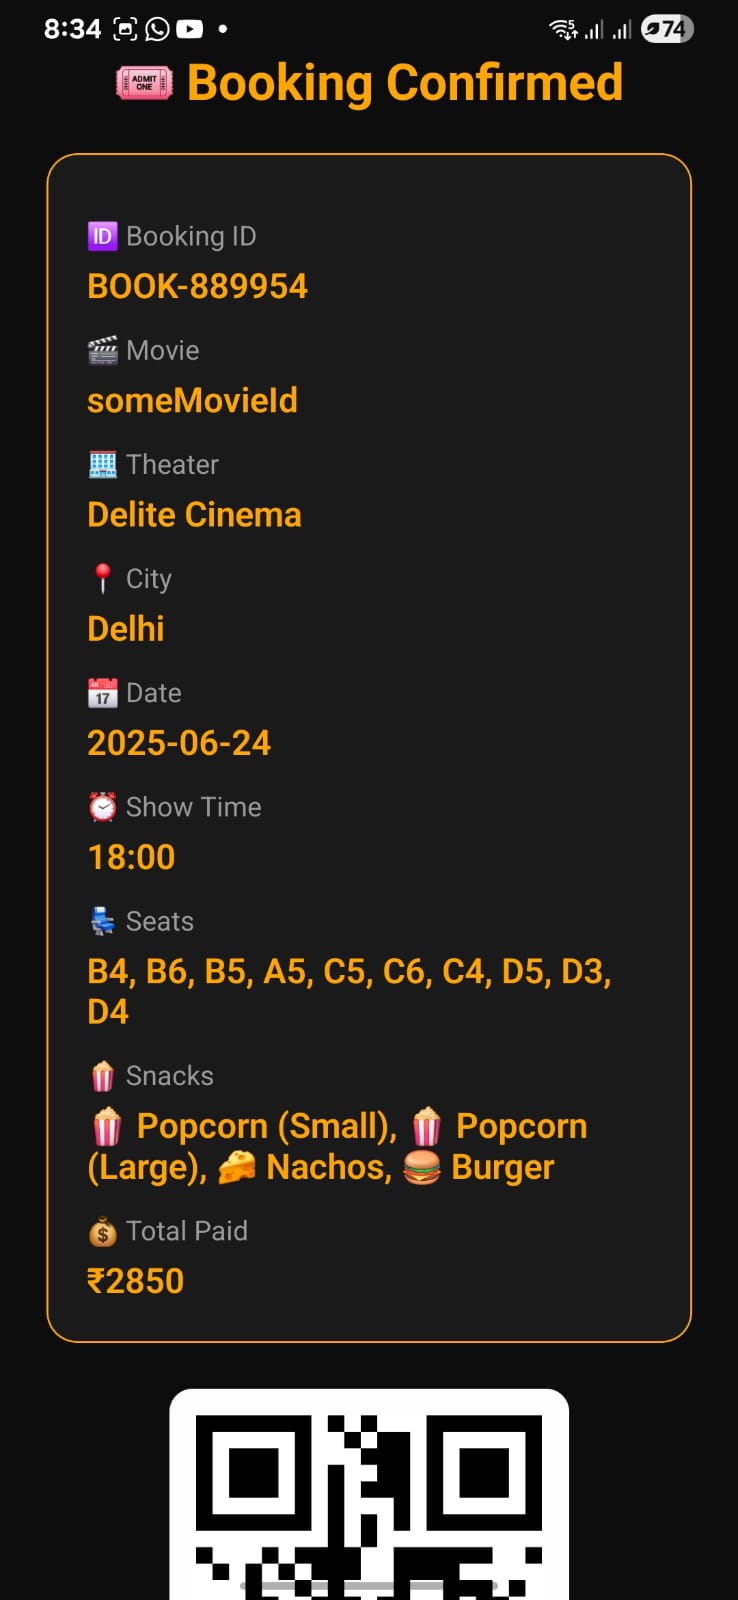 8:34 74
ADMIT ONE Booking Confirmed
ID Booking ID
BOOK-889954
Movie
someMovieId
Theater
Delite Cinema
City
Delhi
17 Date
2025-06-24
Show Time
18:00
Seats
B4, B6, B5, A5, C5, C6, C4, D5, D3,
D4
Snacks
Popcorn (Small), Popcorn
(Large), Nachos, Burger
$ Total Paid
₹2850